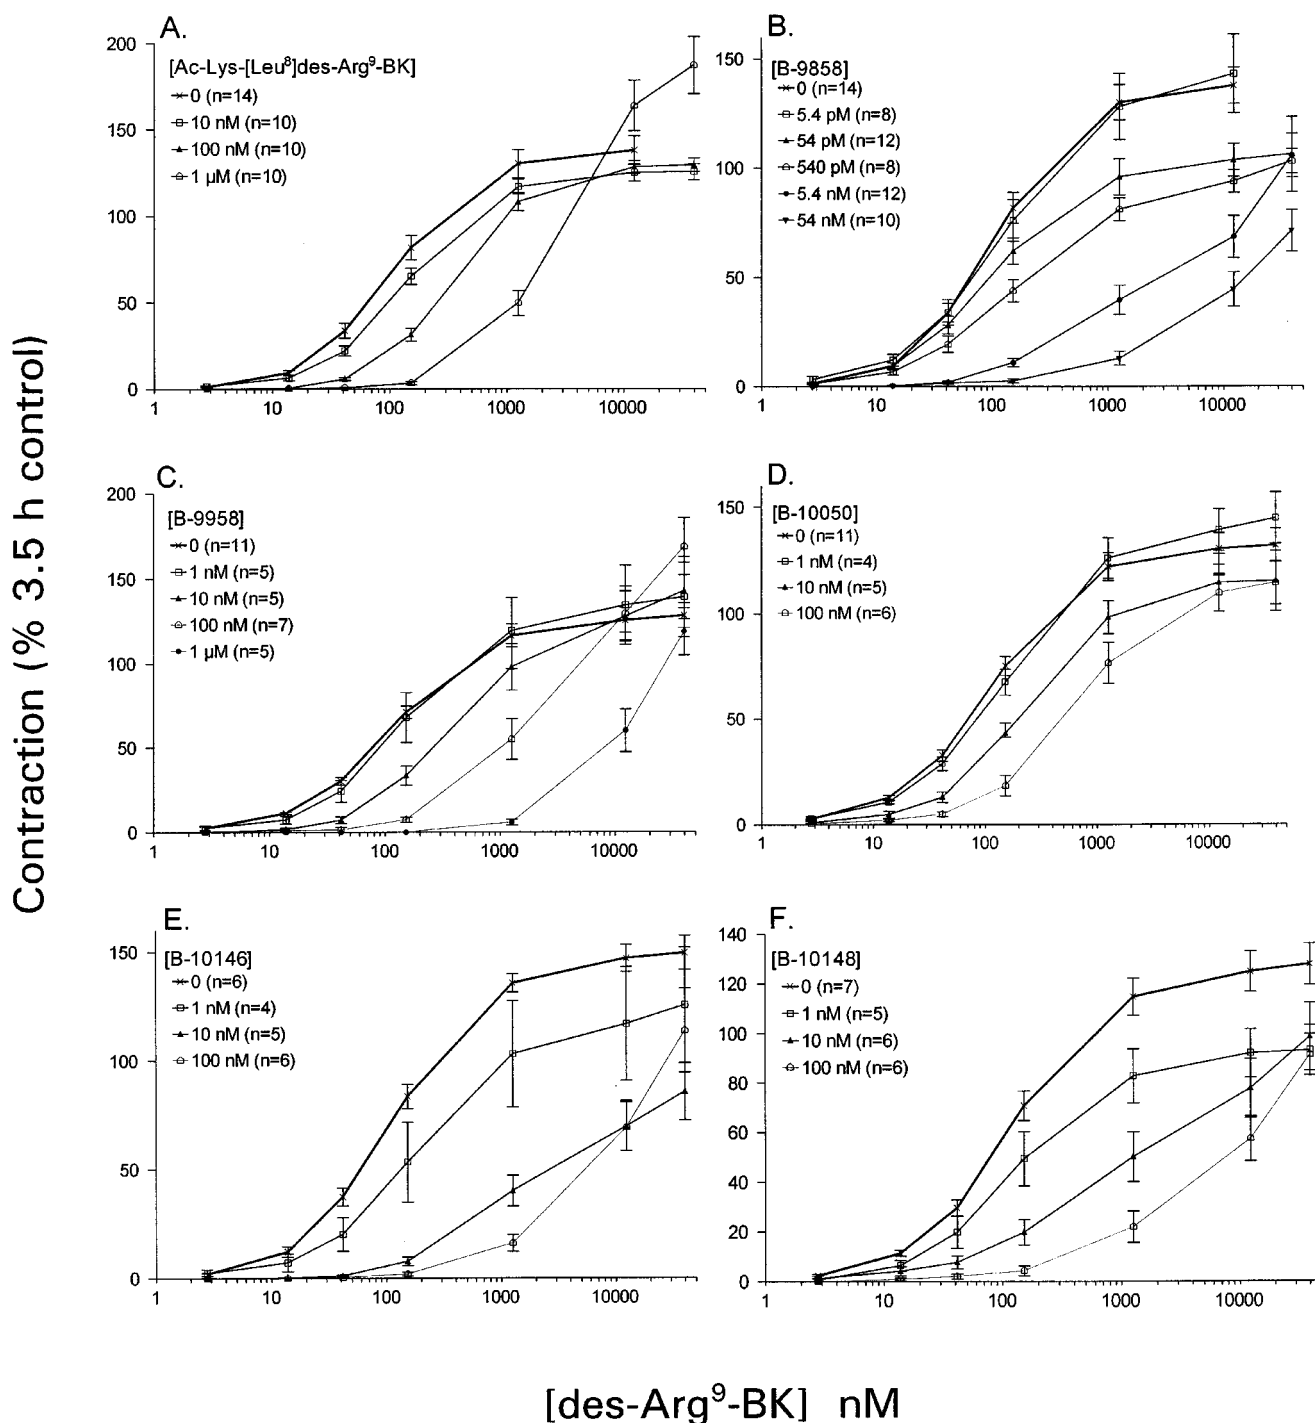 Contraction (% 3.5 h control)
A.
[Ac-Lys-[Leu⁸]des-Arg⁹-BK]
0 (n=14)
10 nM (n=10)
100 nM (n=10)
1 µM (n=10)
200
150
100
50
0
1 10 100 1000 10000
B.
[B-9858]
0 (n=14)
5.4 pM (n=8)
54 pM (n=12)
540 pM (n=8)
5.4 nM (n=12)
54 nM (n=10)
150
100
50
0
1 10 100 1000 10000
C.
[B-9958]
0 (n=11)
1 nM (n=5)
10 nM (n=5)
100 nM (n=7)
1 µM (n=5)
200
150
100
50
0
1 10 100 1000 10000
D.
[B-10050]
0 (n=11)
1 nM (n=4)
10 nM (n=5)
100 nM (n=6)
150
100
50
0
1 10 100 1000 10000
E.
[B-10146]
0 (n=6)
1 nM (n=4)
10 nM (n=5)
100 nM (n=6)
150
100
50
0
1 10 100 1000 10000
F.
[B-10148]
0 (n=7)
1 nM (n=5)
10 nM (n=6)
100 nM (n=6)
140
120
100
80
60
40
20
0
1 10 100 1000 10000
[des-Arg⁹-BK] nM